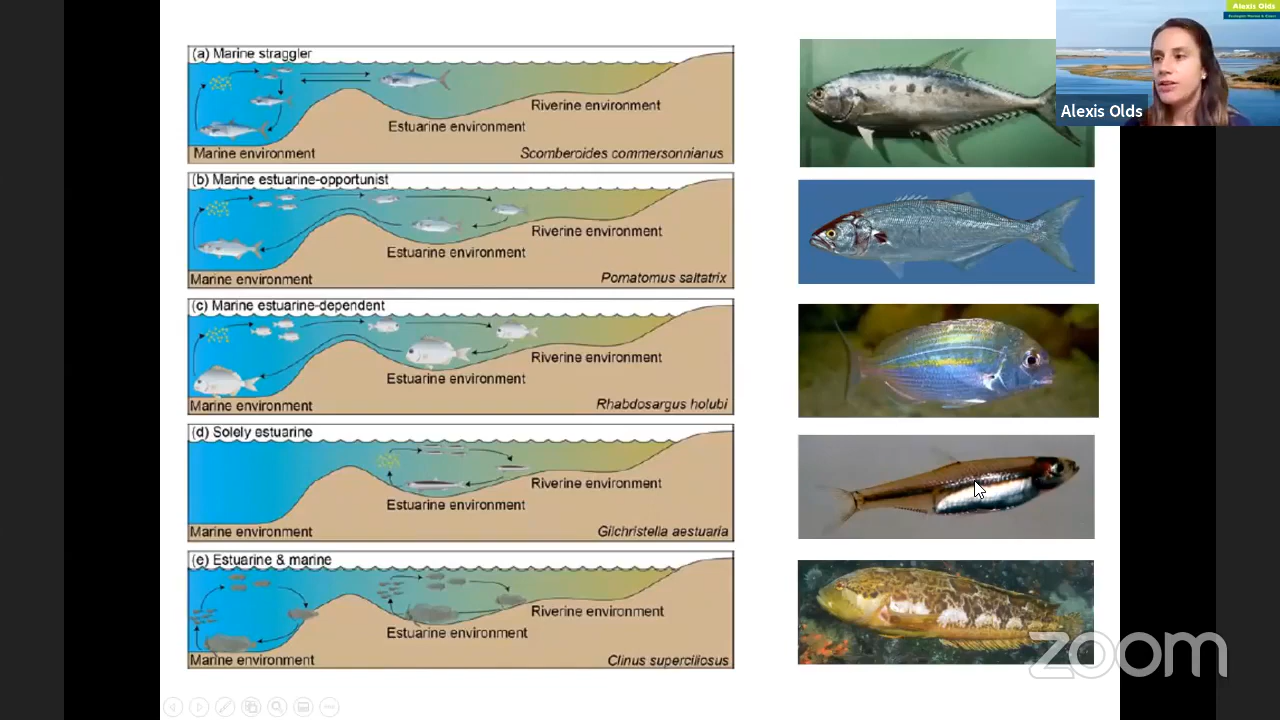 (a) Marine straggler
Riverine environment
Estuarine environment
Marine environment
Scomberoides commersonnianus
(b) Marine estuarine-opportunist
Riverine environment
Estuarine environment
Marine environment
Pomatomus saltatrix
(c) Marine estuarine-dependent
Riverine environment
Estuarine environment
Marine environment
Rhabdosargus holubi
(d) Solely estuarine
Riverine environment
Estuarine environment
Marine environment
Gilchristella aestuaria
(e) Estuarine & marine
Riverine environment
Estuarine environment
Marine environment
Clinus superciliosus
Alexis Olds
Alexis Olds
zoom